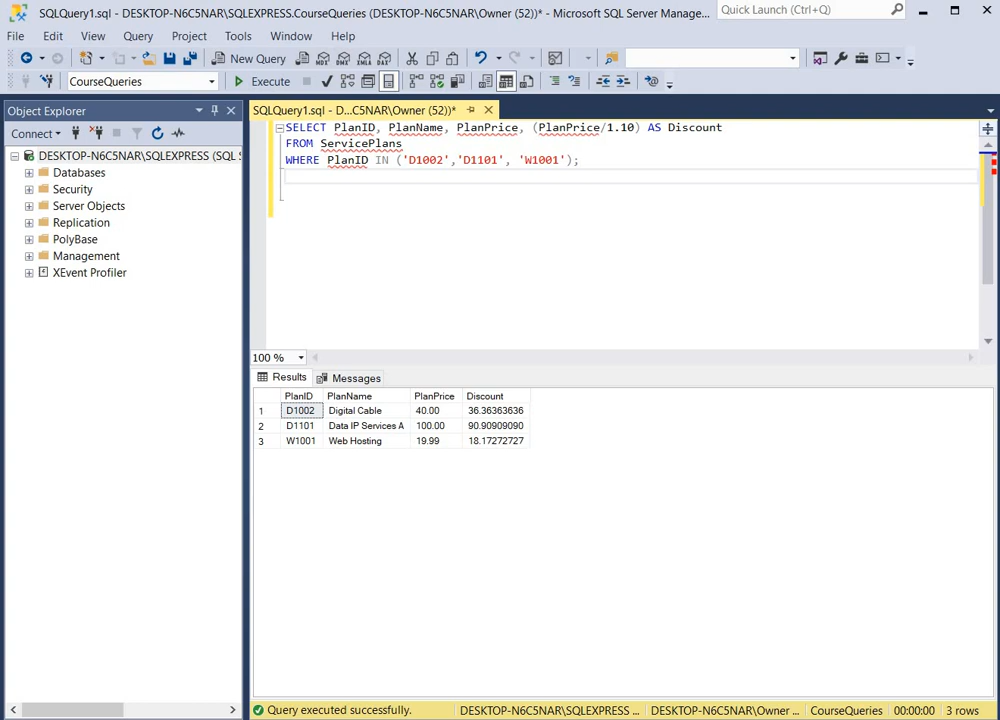 SQLQuery1.sql - DESKTOP-N6C5NAR\SQLEXPRESS.CourseQueries (DESKTOP-N6C5NAR\Owner (52))* - Microsoft SQL Server Manage...
Quick Launch (Ctrl+Q)
File Edit View Query Project Tools Window Help
New Query
CourseQueries Execute
Object Explorer
SQLQuery1.sql - D...C5NAR\Owner (52))*
Connect
DESKTOP-N6C5NAR\SQLEXPRESS (SQL S
Databases
Security
Server Objects
Replication
PolyBase
Management
XEvent Profiler
SELECT PlanID, PlanName, PlanPrice, (PlanPrice/1.10) AS Discount
FROM ServicePlans
WHERE PlanID IN ('D1002','D1101', 'W1001');
100 %
Results Messages
PlanID PlanName PlanPrice Discount
1 D1002 Digital Cable 40.00 36.36363636
2 D1101 Data IP Services A 100.00 90.90909090
3 W1001 Web Hosting 19.99 18.17272727
Query executed successfully. DESKTOP-N6C5NAR\SQLEXPRESS ... DESKTOP-N6C5NAR\Owner ... CourseQueries 00:00:00 3 rows